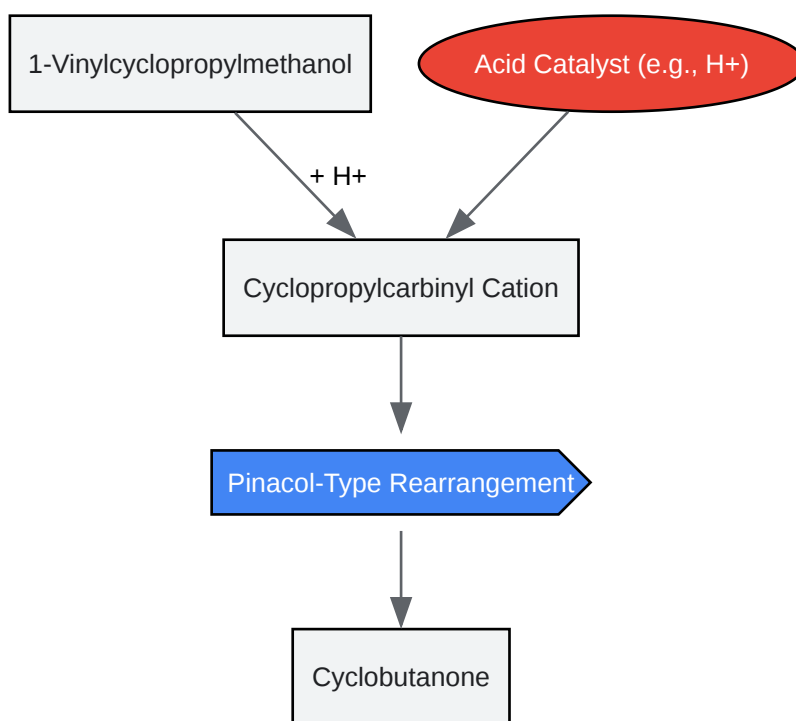 1-Vinylcyclopropylmethanol
Acid Catalyst (e.g., H+)
+ H+
Cyclopropylcarbinyl Cation
Pinacol-Type Rearrangement
Cyclobutanone